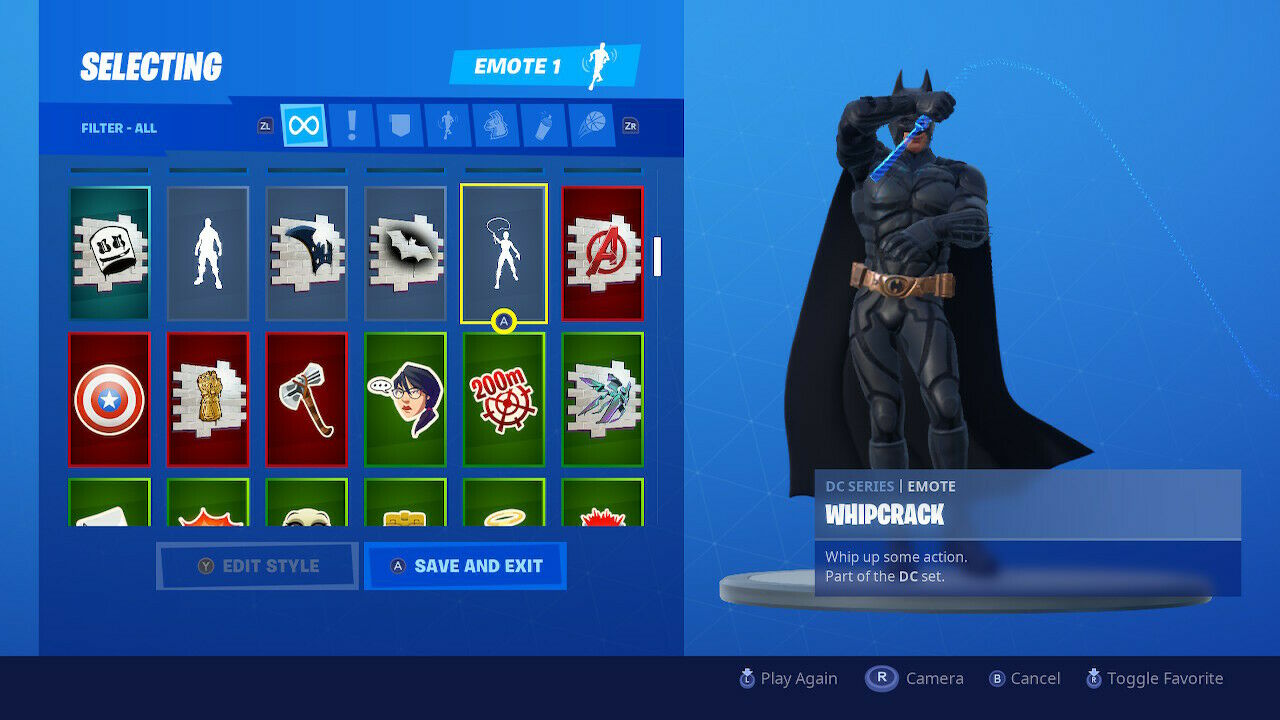 SELECTING
EMOTE 1
FILTER - ALL
ZL
ZR
A
200m
Y EDIT STYLE
A SAVE AND EXIT
DC SERIES | EMOTE
WHIPCRACK
Whip up some action.
Part of the DC set.
L Play Again
R Camera
B Cancel
R Toggle Favorite